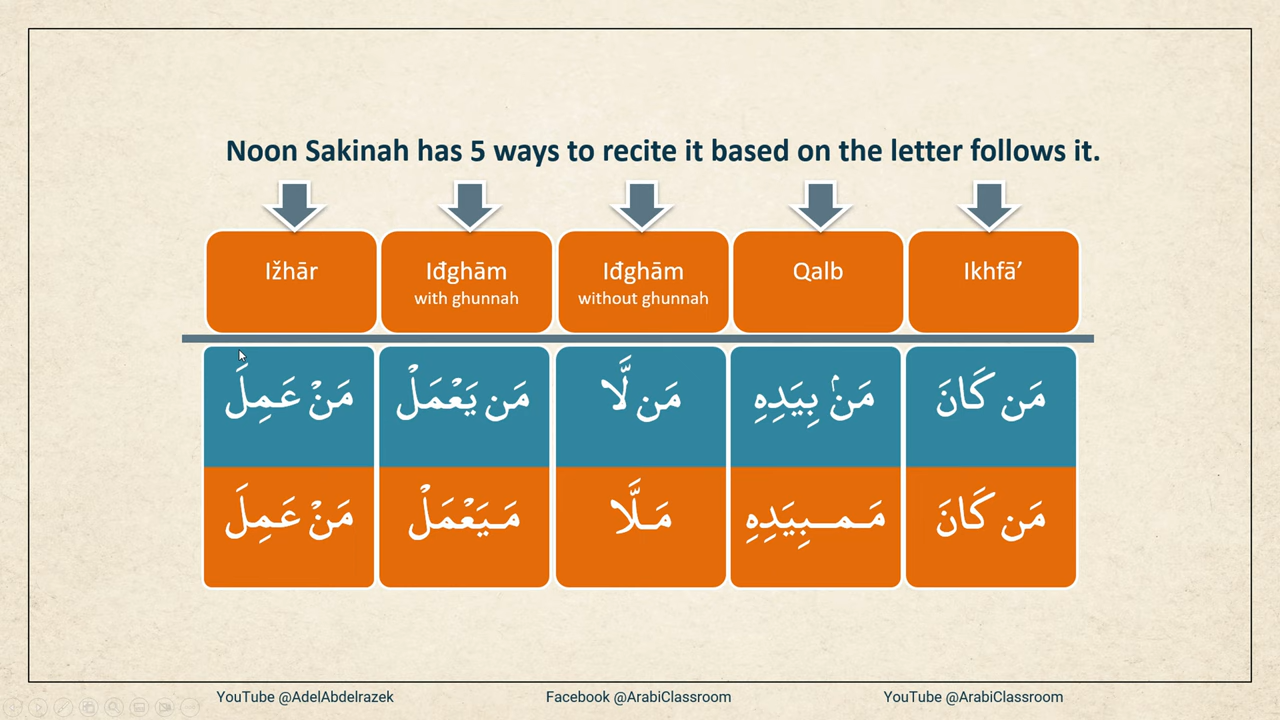 Noon Sakinah has 5 ways to recite it based on the letter follows it.
Ižhār
Iđghām
with ghunnah
Iđghām
without ghunnah
Qalb
Ikhfā’
مَنْ عَمِلَ
مَن يَعْمَلْ
مَن لَّا
مَنۢ بِيَدِهِ
مَن كَانَ
مَنْ عَمِلَ
مَـيَعْمَلْ
مَـلَّا
مَـمـبِيَدِهِ
مَن كَانَ
YouTube @AdelAbdelrazek
Facebook @ArabiClassroom
YouTube @ArabiClassroom